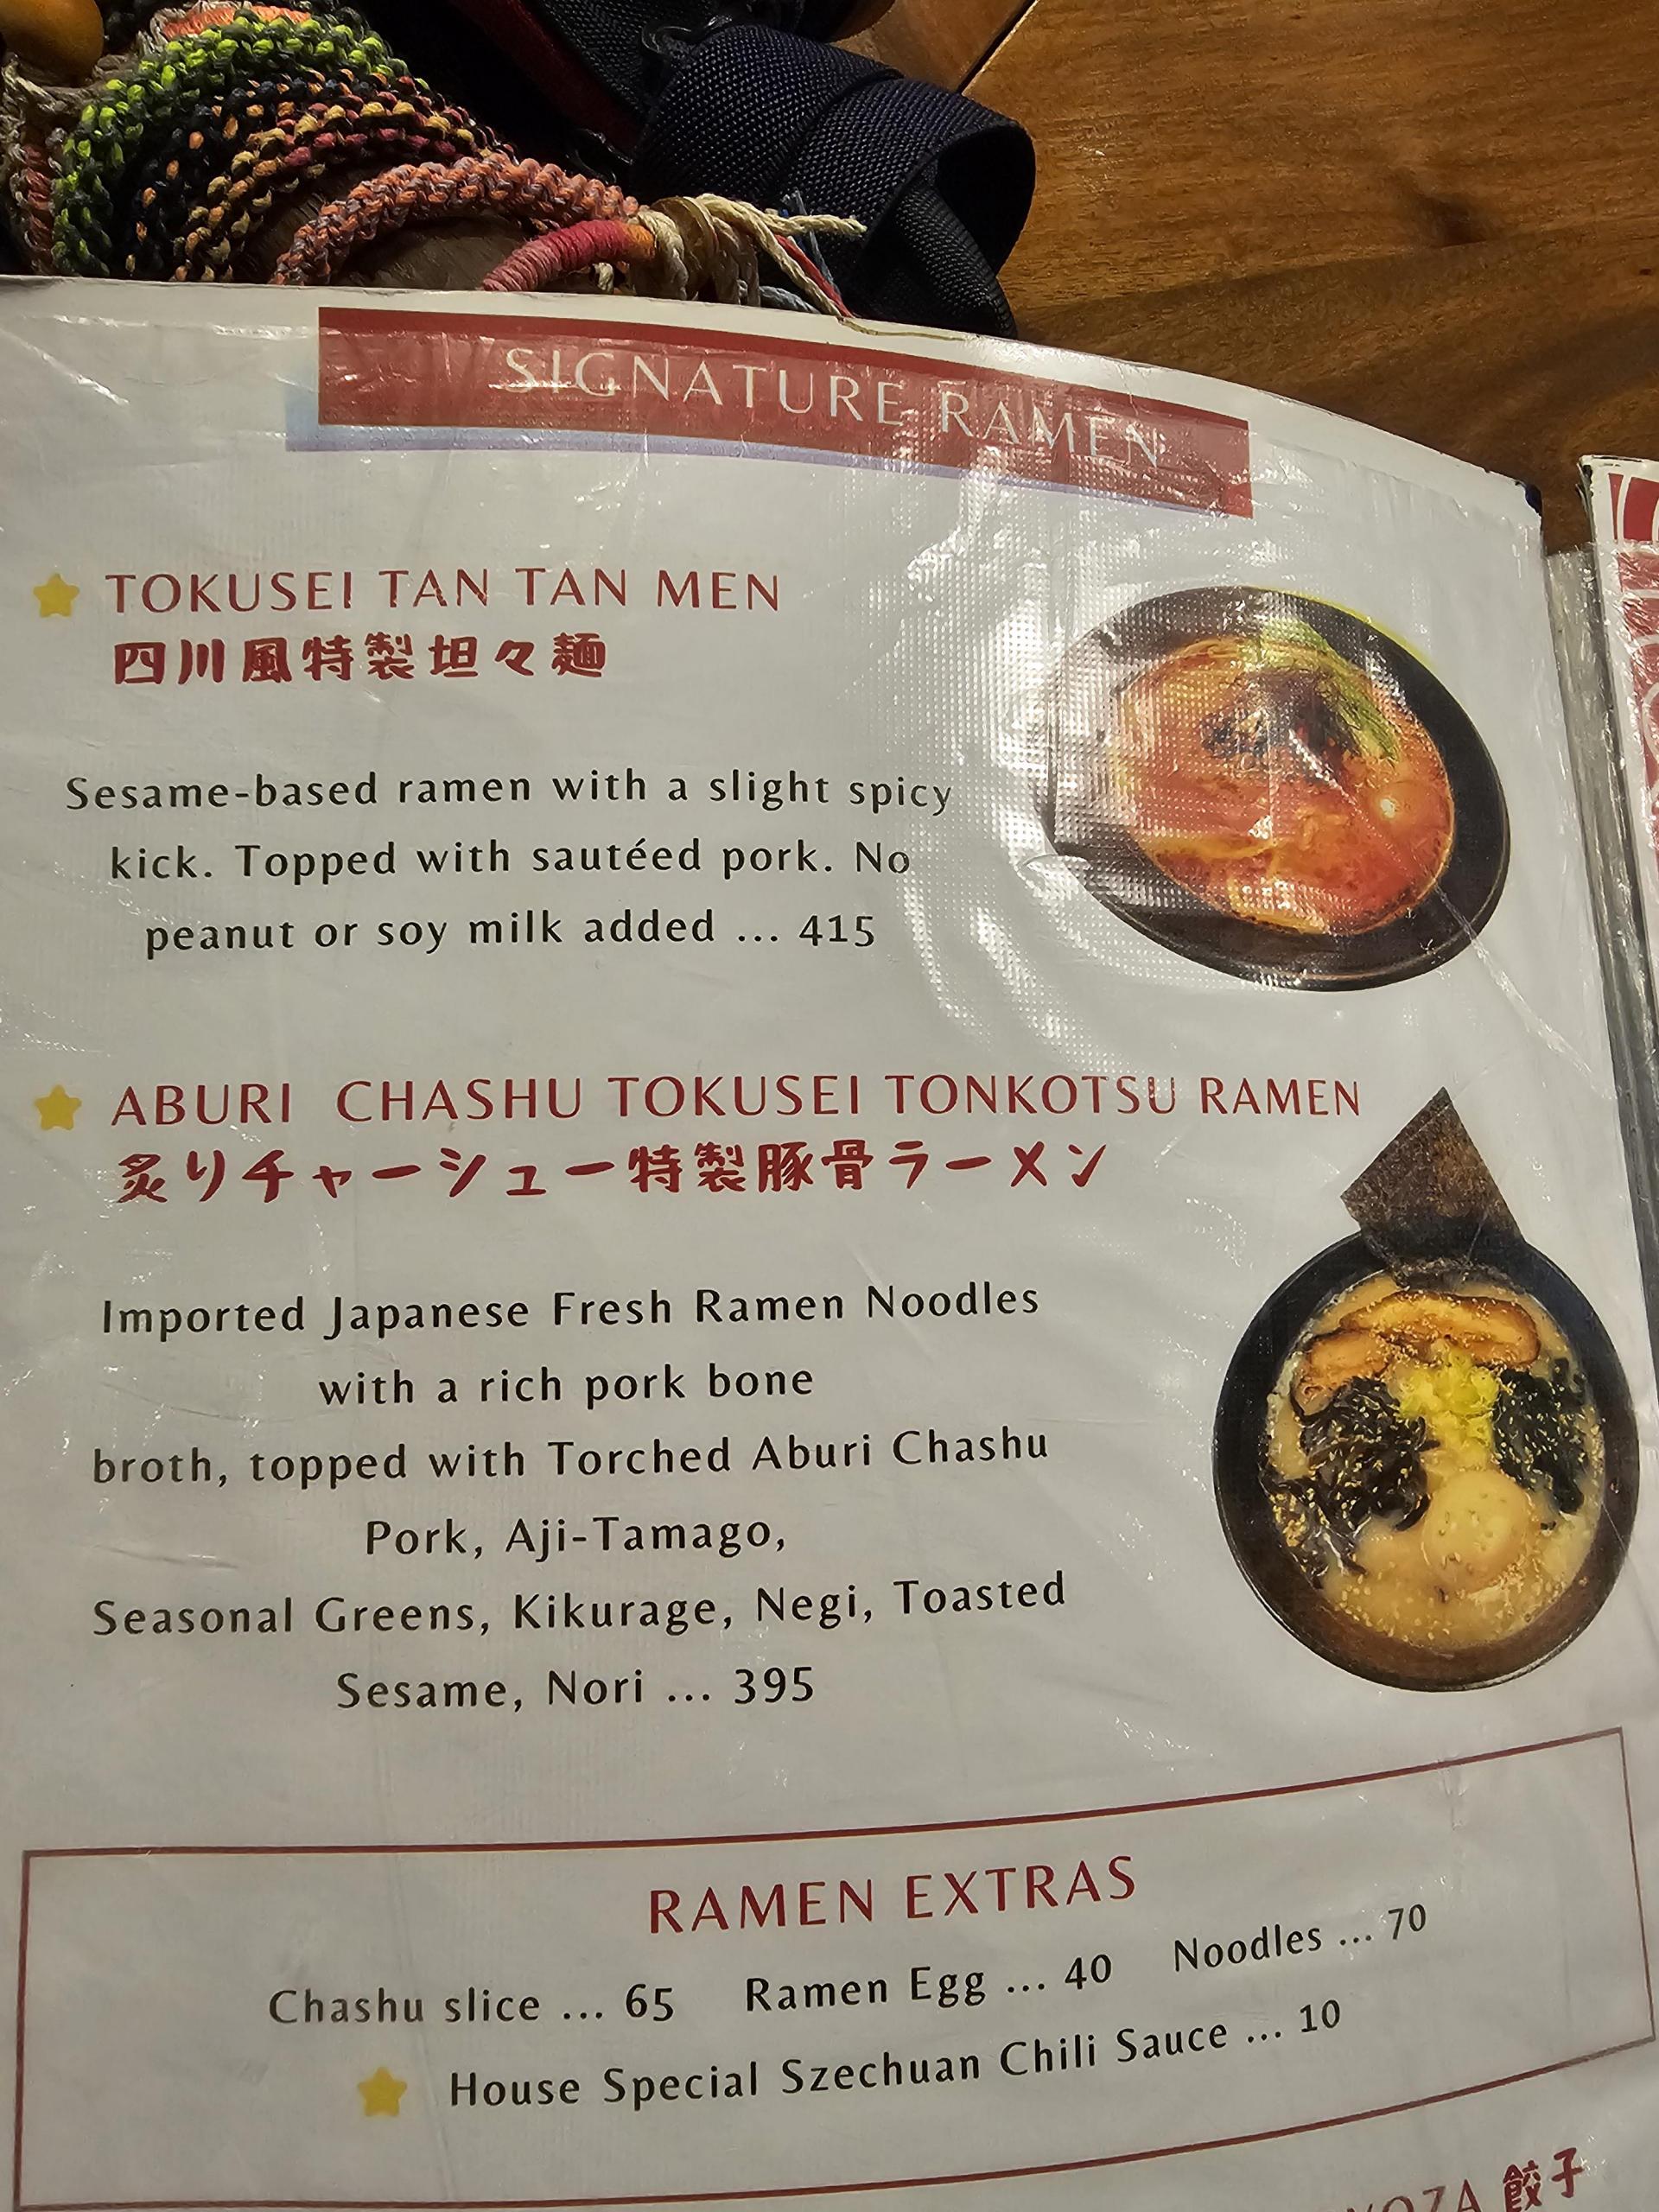 SIGNATURE RAMEN
TOKUSEI TAN TAN MEN
四川風特製坦々麺
Sesame-based ramen with a slight spicy
kick. Topped with sautéed pork. No
peanut or soy milk added ... 415
ABURI CHASHU TOKUSEI TONKOTSU RAMEN
炙りチャーシュー特製豚骨ラーメン
Imported Japanese Fresh Ramen Noodles
with a rich pork bone
broth, topped with Torched Aburi Chashu
Pork, Aji-Tamago,
Seasonal Greens, Kikurage, Negi, Toasted
Sesame, Nori ... 395
RAMEN EXTRAS
Chashu slice ... 65 Ramen Egg ... 40 Noodles ... 70
House Special Szechuan Chili Sauce ... 10
餃子